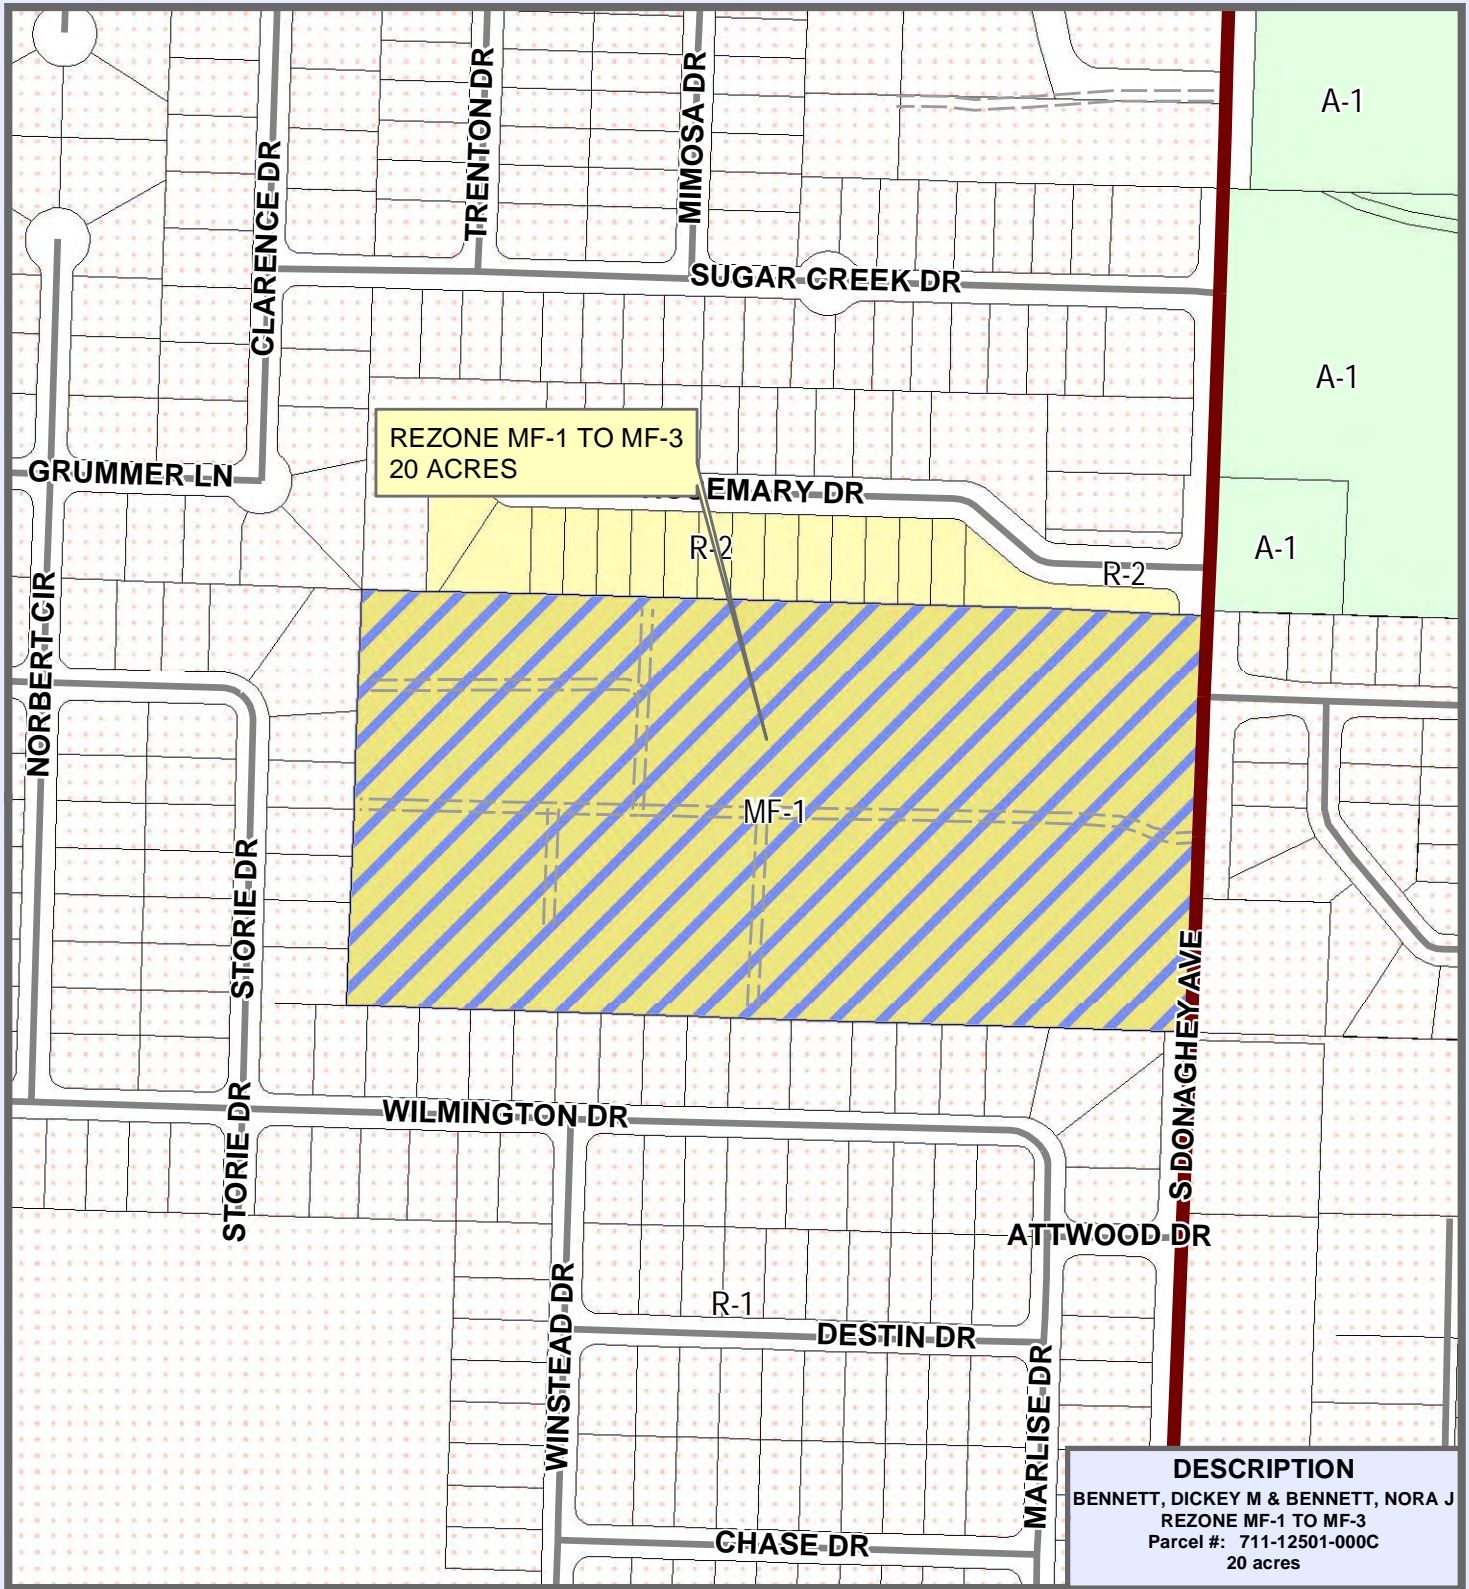 A-1
TRENTON DR
MIMOSA DR
CLARENCE DR
SUGAR CREEK DR
A-1
REZONE MF-1 TO MF-3
20 ACRES
GRUMMER LN
EMARY DR
R-2
A-1
R-2
NORBERT CIR
MF-1
STORIE DR
S DONAGHEY AVE
WILMINGTON DR
STORIE DR
ATTWOOD DR
WINSTEAD DR
R-1
DESTIN DR
MARLISE DR
CHASE DR
DESCRIPTION
BENNETT, DICKEY M & BENNETT, NORA J
REZONE MF-1 TO MF-3
Parcel #: 711-12501-000C
20 acres